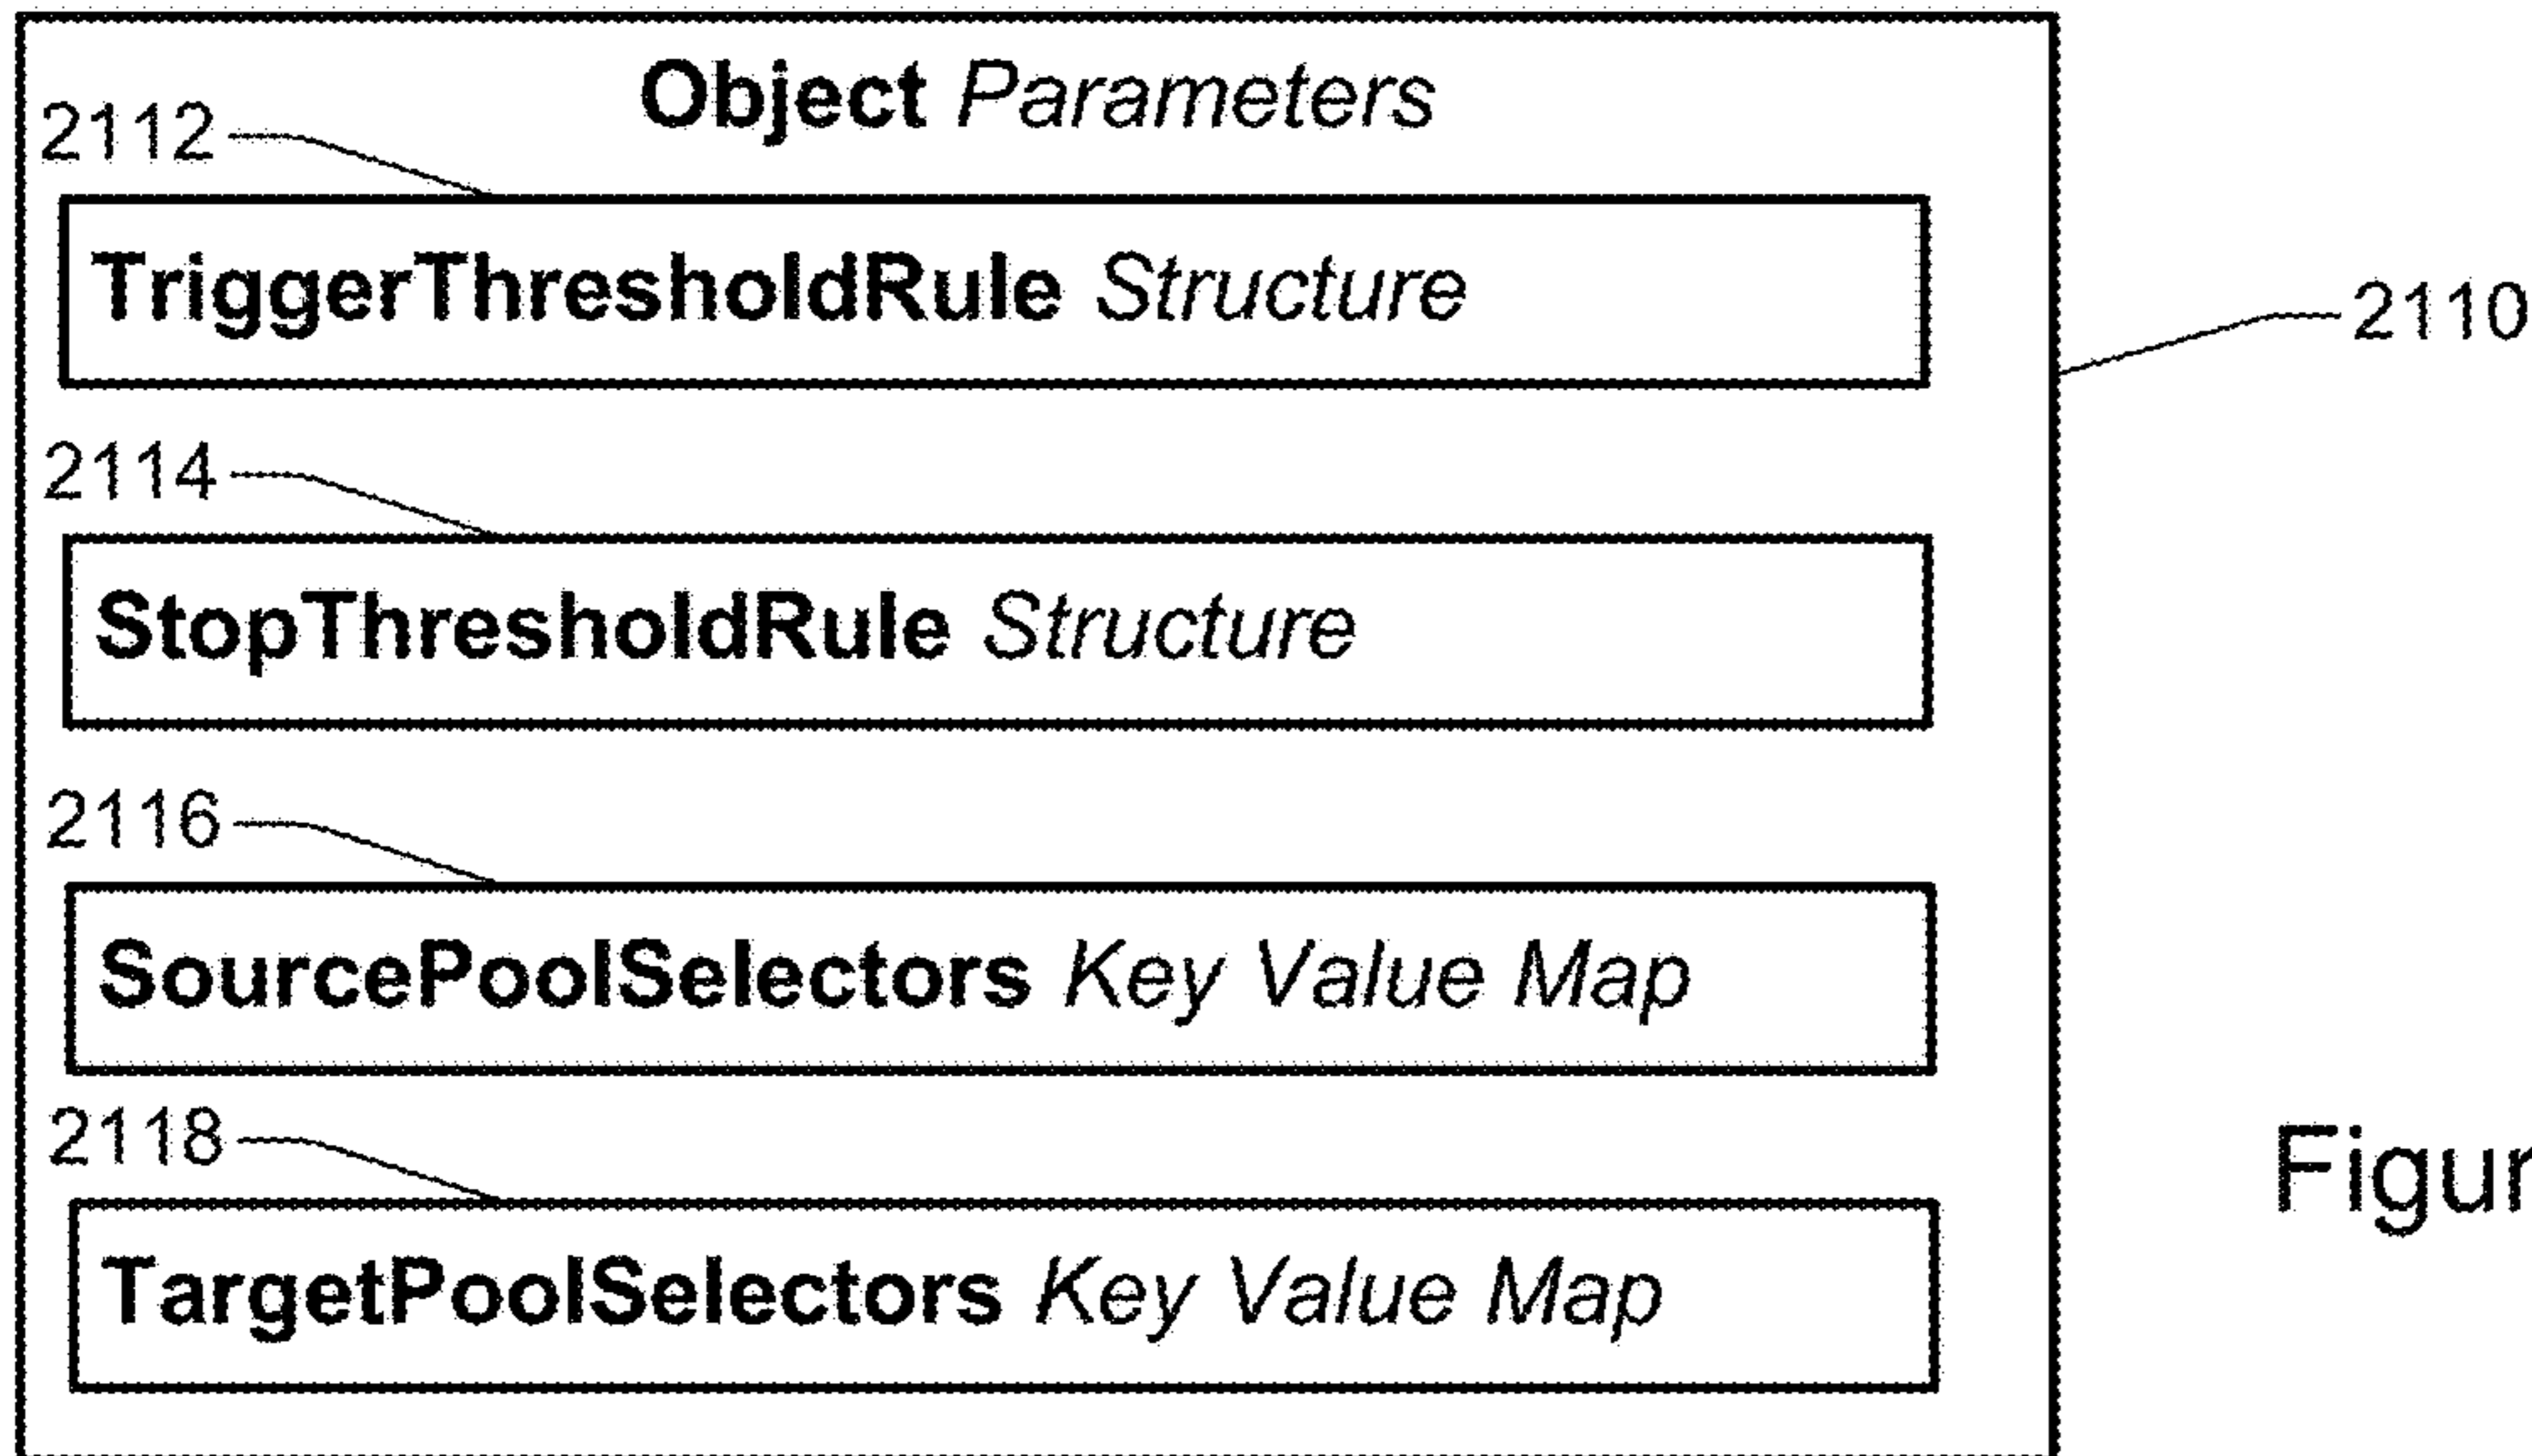 Object Parameters
2112
TriggerThresholdRule Structure
2110
2114
StopThresholdRule Structure
2116
SourcePoolSelectors Key Value Map
2118
Figur
TargetPoolSelectors Key Value Map